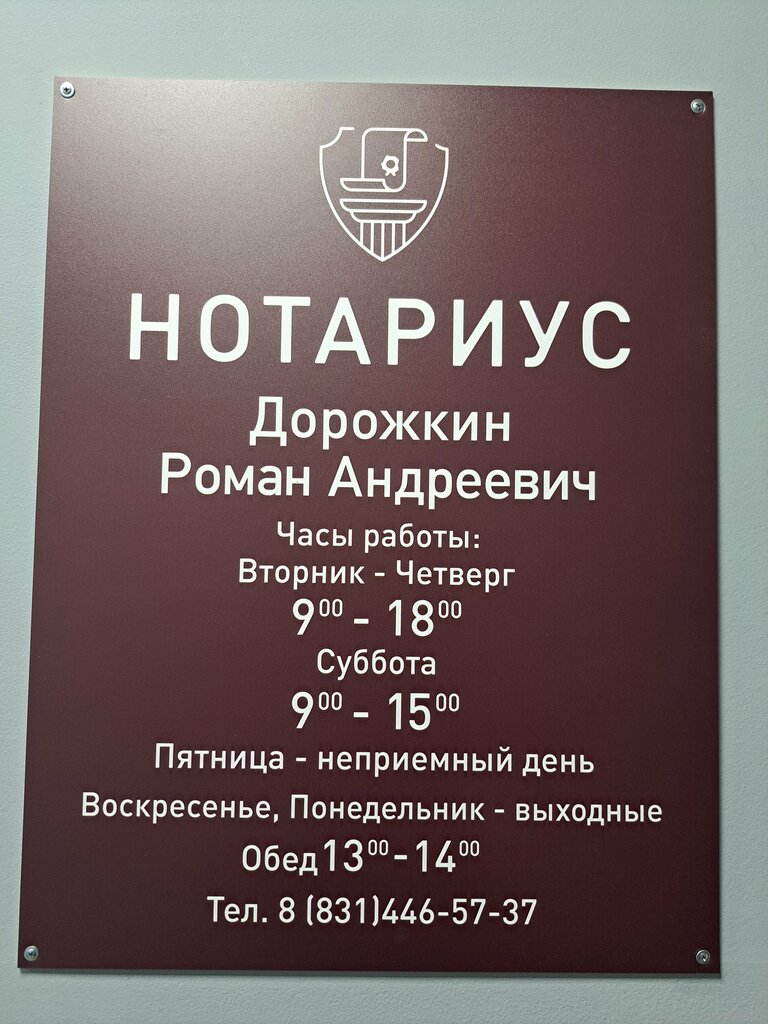 НОТАРИУС
Дорожкин
Роман Андреевич
Часы работы:
Вторник - Четверг
9⁰⁰ - 18⁰⁰
Суббота
9⁰⁰ - 15⁰⁰
Пятница - неприемный день
Воскресенье, Понедельник - выходные
Обед 13⁰⁰-14⁰⁰
Тел. 8 (831)446-57-37